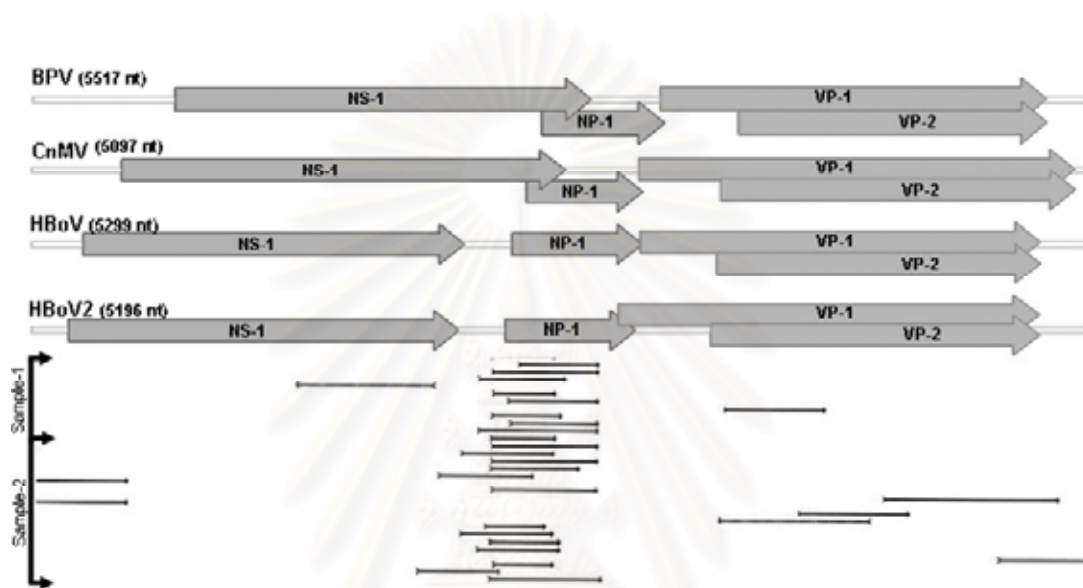 BPV (5517 nt)
NS-1
VP-1
NP-1
VP-2
CnMV (5097 nt)
NS-1
VP-1
NP-1
VP-2
HBoV (5299 nt)
NS-1
NP-1
VP-1
VP-2
HBoV2 (5196 nt)
NS-1
NP-1
VP-1
VP-2
Sample-1
Sample-2